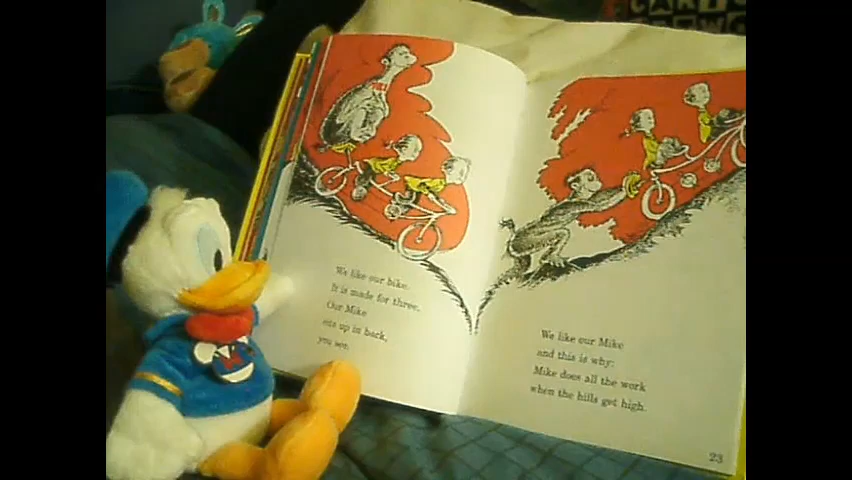 We like our bike.
It is made for three.
Our Mike
sits up in back,
you see.
We like our Mike
and this is why:
Mike does all the work
when the hills get high.
23